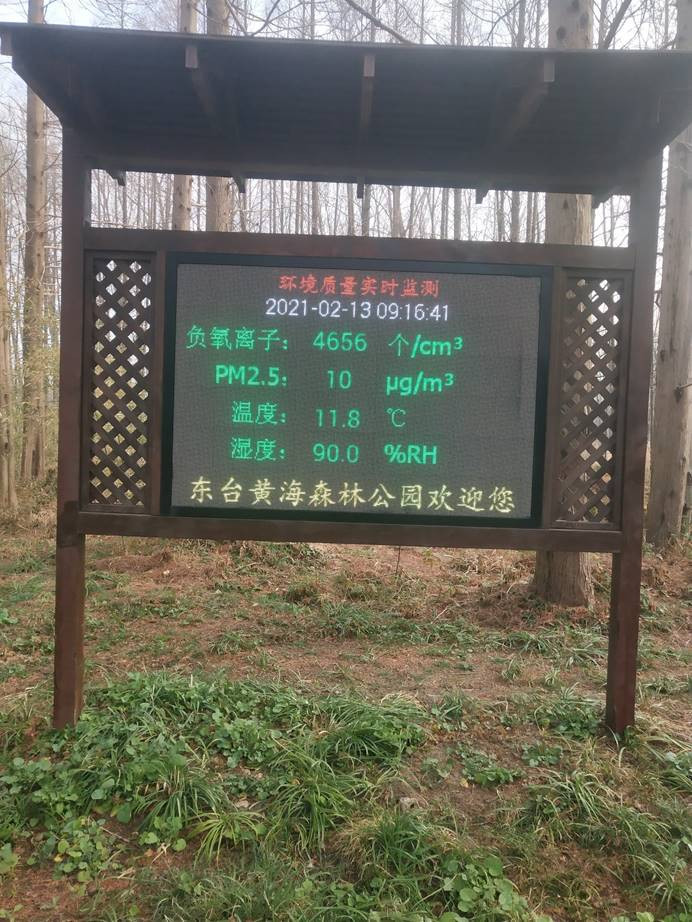 环境质量实时监测
2021-02-13 09:16:41
负氧离子: 4656 个/cm³
PM2.5: 10 μg/m³
温度: 11.8 ℃
湿度: 90.0 %RH
东台黄海森林公园欢迎您